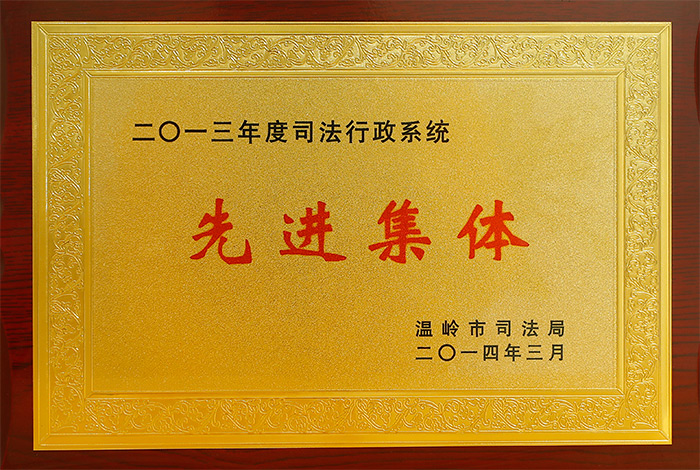 二〇一三年度司法行政系统
先进集体
温岭市司法局
二〇一四年三月